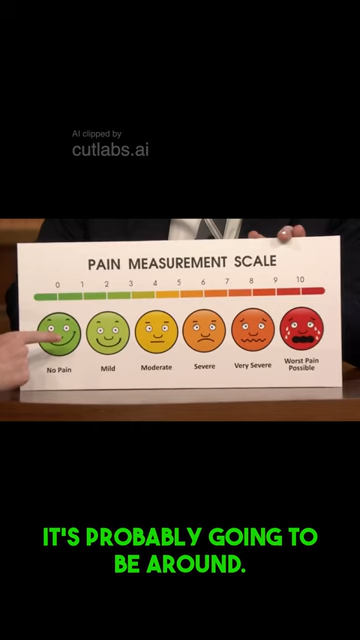 AI clipped by
cutlabs.ai
PAIN MEASUREMENT SCALE
0 1 2 3 4 5 6 7 8 9 10
No Pain Mild Moderate Severe Very Severe Worst Pain Possible
IT'S PROBABLY GOING TO
BE AROUND.